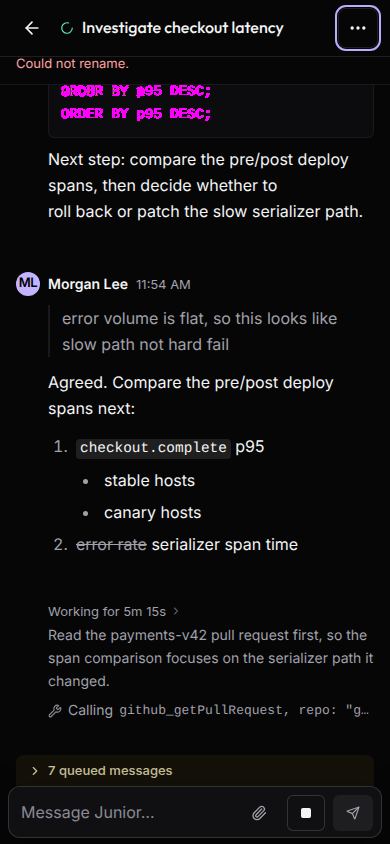 Investigate checkout latency
Could not rename.
ORDER BY p95 DESC;
ORDER BY p95 DESC;
Next step: compare the pre/post deploy
spans, then decide whether to
roll back or patch the slow serializer path.
ML Morgan Lee 11:54 AM
error volume is flat, so this looks like
slow path not hard fail
Agreed. Compare the pre/post deploy
spans next:
1. checkout.complete p95
• stable hosts
• canary hosts
2. error rate serializer span time
Working for 5m 15s
Read the payments-v42 pull request first, so the
span comparison focuses on the serializer path it
changed.
Calling github_getPullRequest, repo: "g…
7 queued messages
Message Junior...